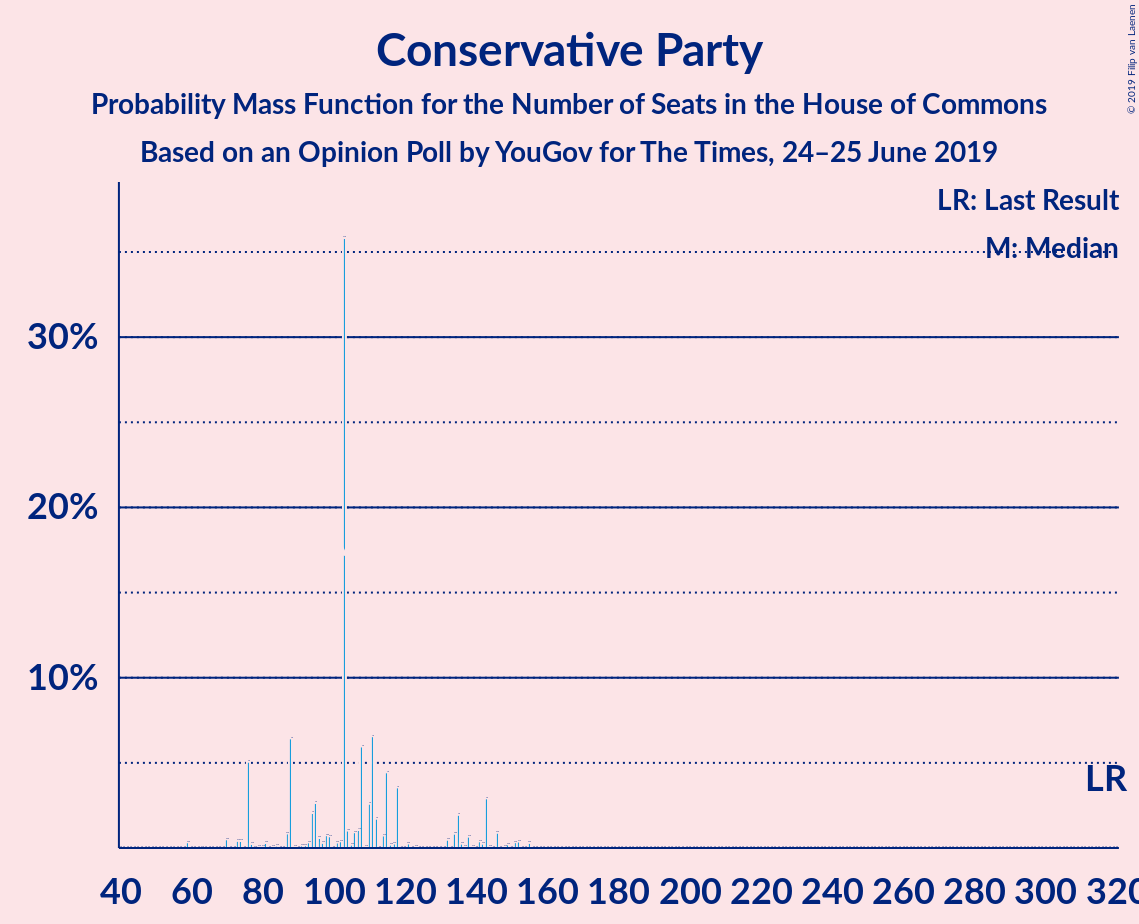 Conservative Party
Probability Mass Function for the Number of Seats in the House of Commons
Based on an Opinion Poll by YouGov for The Times, 24–25 June 2019
© 2019 Filip van Laenen
LR: Last Result
M: Median
30%
20%
10%
LR
40 60 80 100 120 140 160 180 200 220 240 260 280 300 320